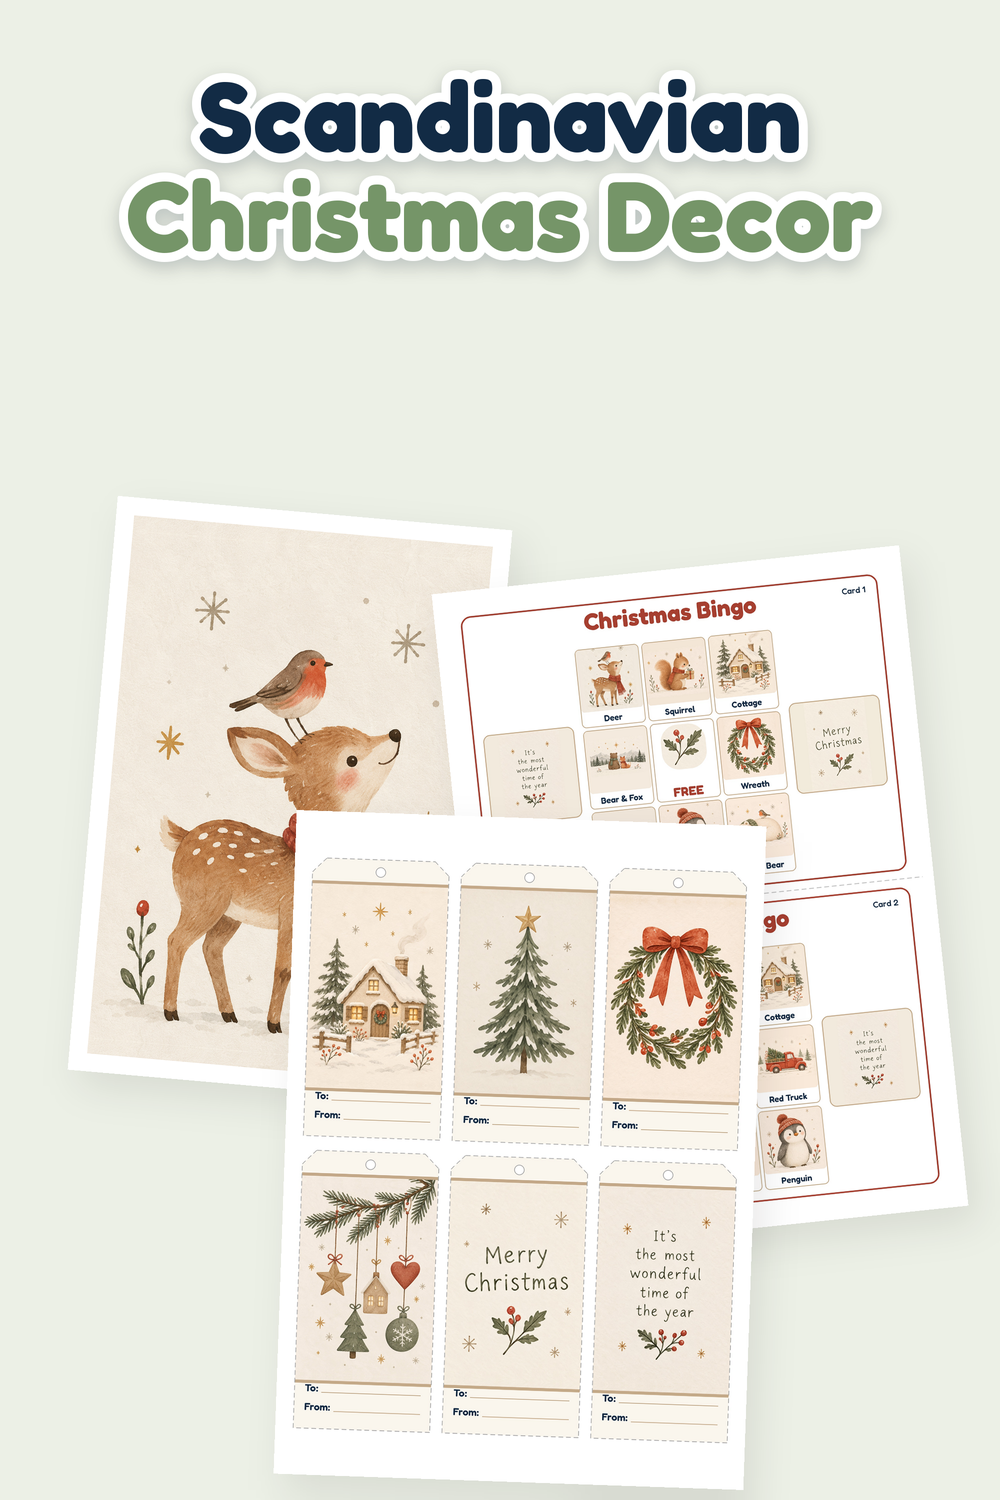 Scandinavian
Christmas Decor
Card 1
Christmas Bingo
Deer
Squirrel
Cottage
It's
the most
wonderful
time of
the year
Bear & Fox
FREE
Wreath
Merry
Christmas
Bear
Card 2
go
Cottage
Red Truck
It's
the most
wonderful
time of
the year
Penguin
To:
From:
To:
From:
To:
From:
Merry
Christmas
It's
the most
wonderful
time of
the year
To:
From:
To:
From:
To:
From: